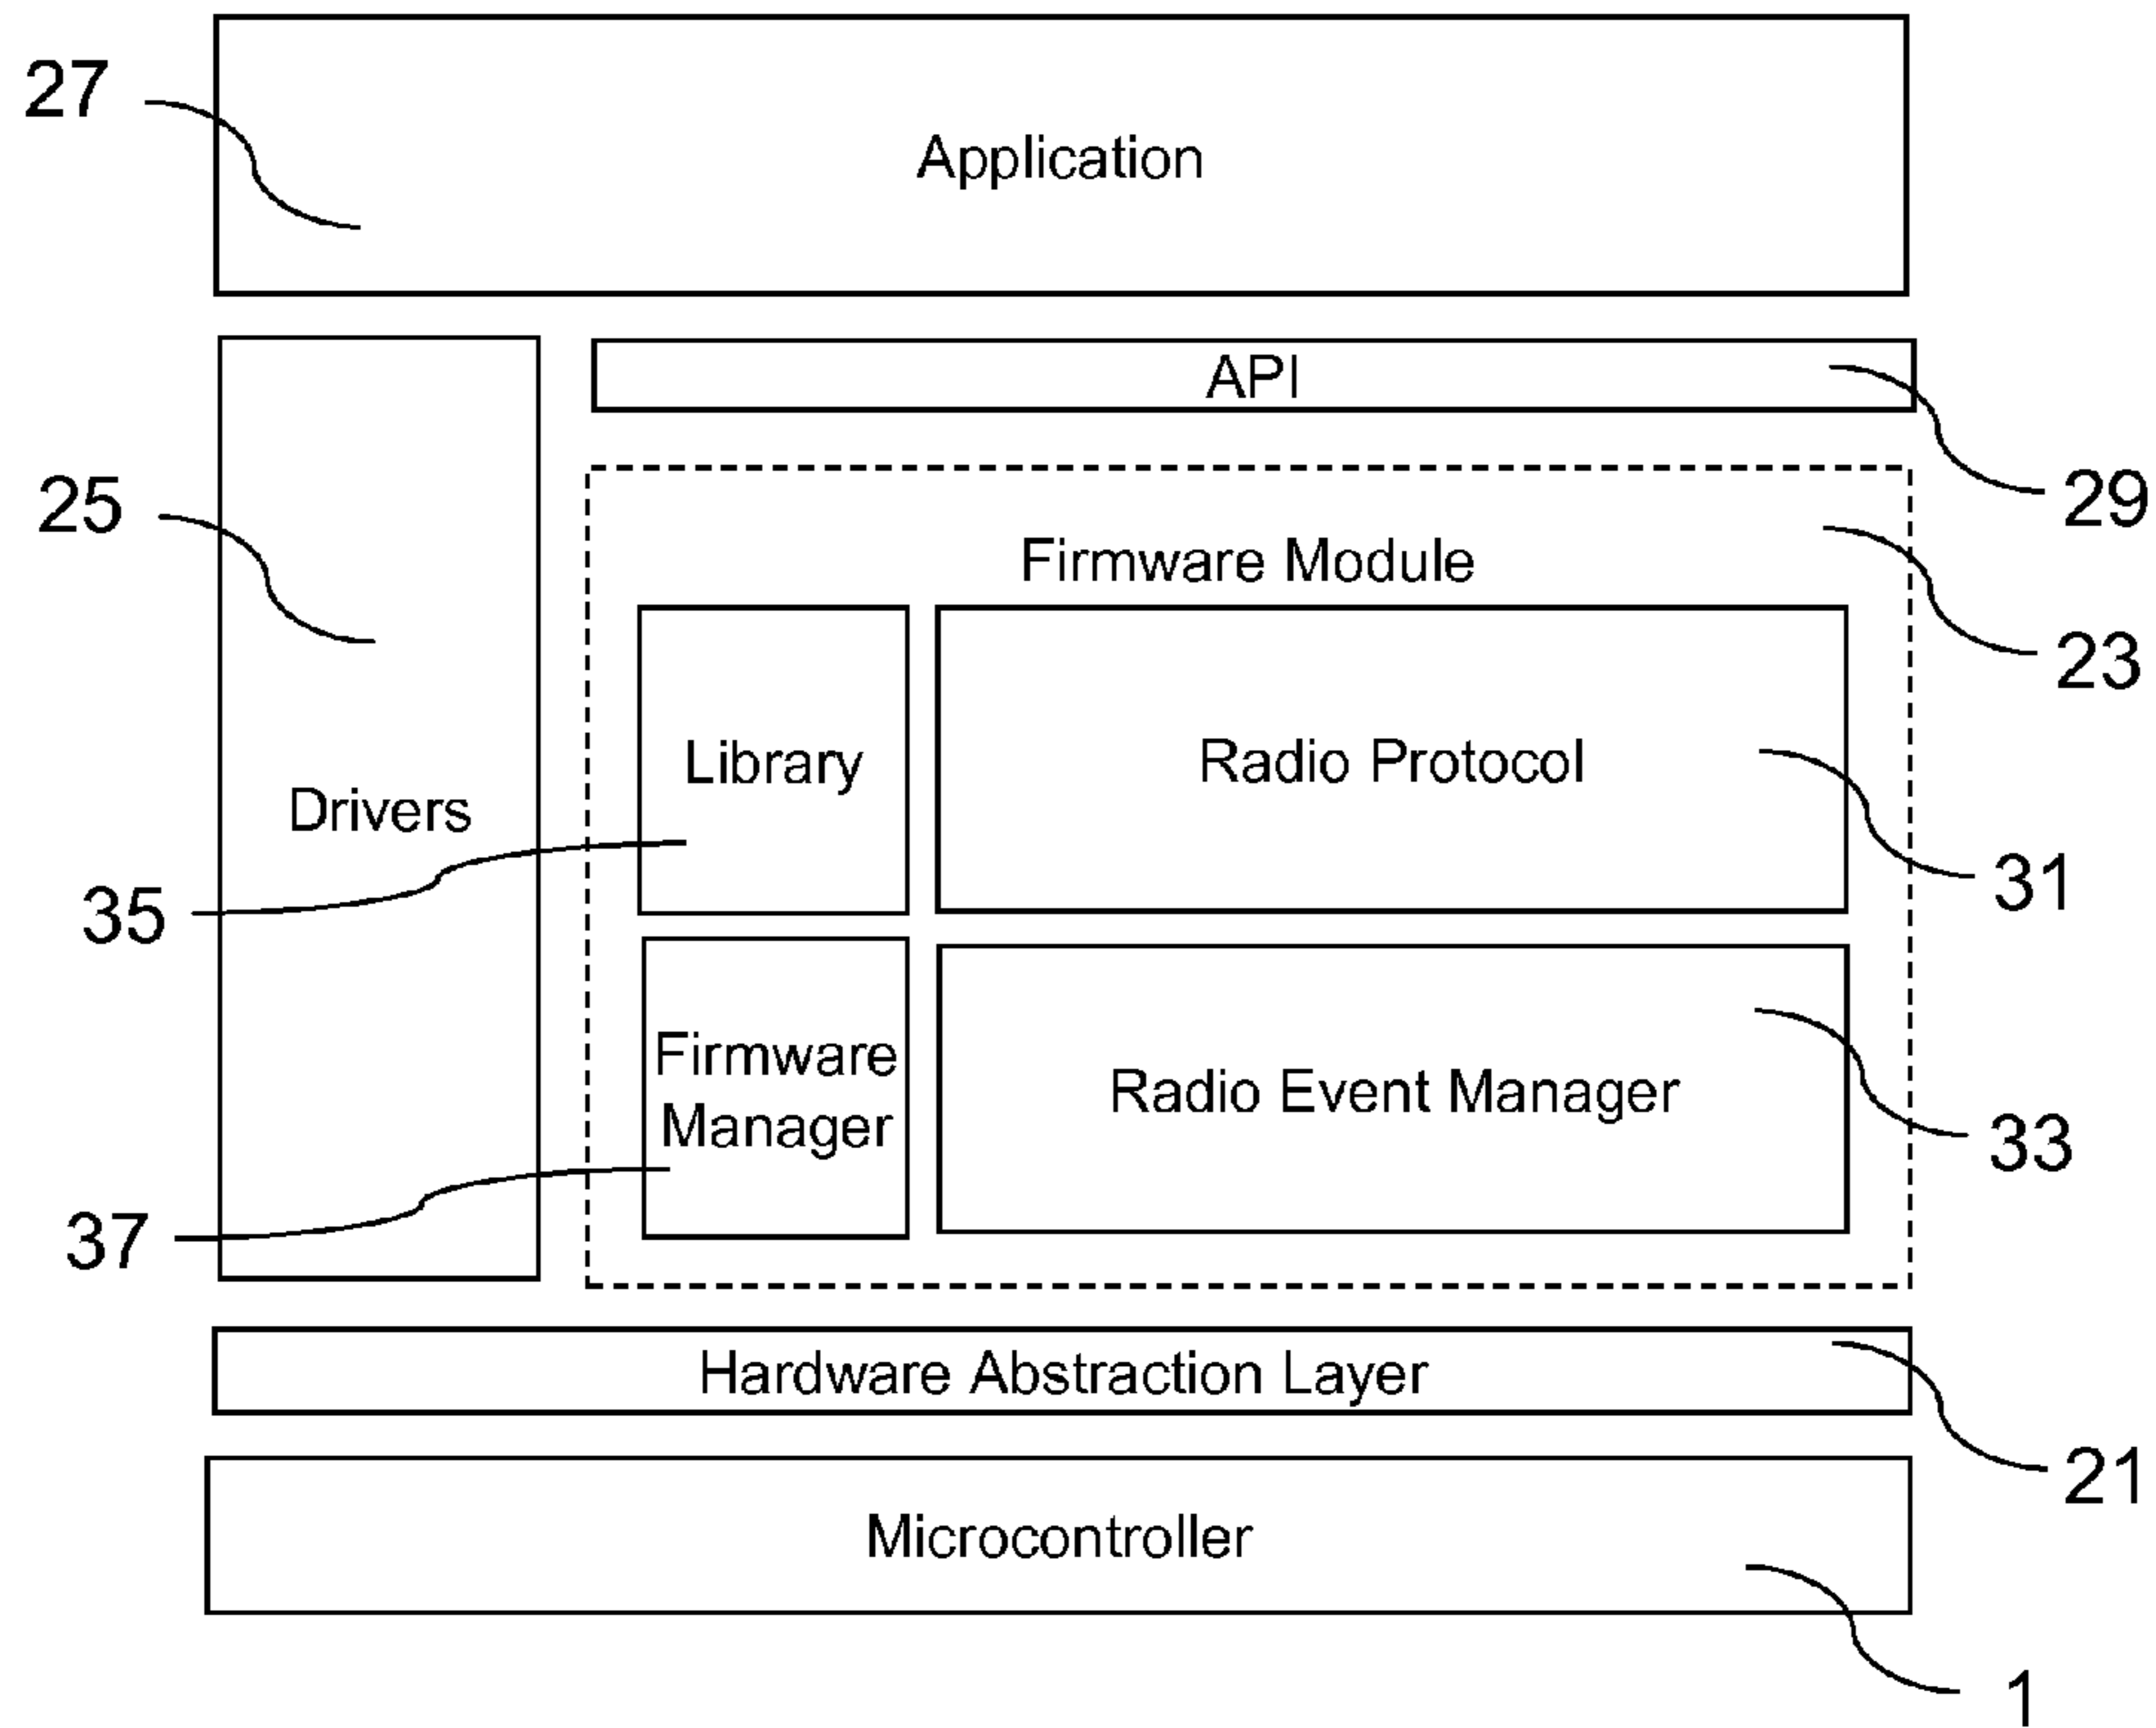 27
Application
API
25
29
Firmware Module
23
Library
Radio Protocol
Drivers
31
35
Firmware
Manager
Radio Event Manager
33
37
Hardware Abstraction Layer
21
Microcontroller
1